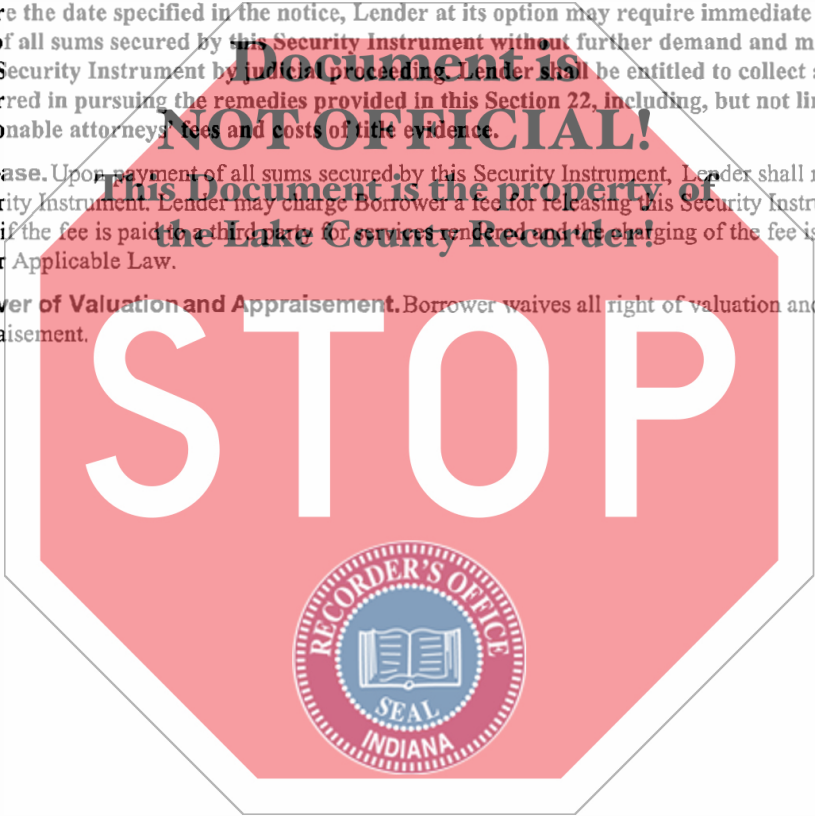 re the date specified in the notice, Lender at its option may require immediate
f all sums secured by this Security Instrument without further demand and m
Security Instrument by judicial proceeding. Lender shall be entitled to collect
rred in pursuing the remedies provided in this Section 22, including, but not li
onable attorneys' fees and costs of title evidence.
ase. Upon payment of all sums secured by this Security Instrument, Lender shall
rity Instrument. Lender may charge Borrower a fee for releasing this Security Instr
if the fee is paid to a third party for services rendered and the charging of the fee is
r Applicable Law.
ver of Valuation and Appraisement. Borrower waives all right of valuation and
aisement.
Document is
NOT OFFICIAL!
This Document is the property of
the Lake County Recorder!
STOP
RECORDER'S OFFICE
SEAL
INDIANA